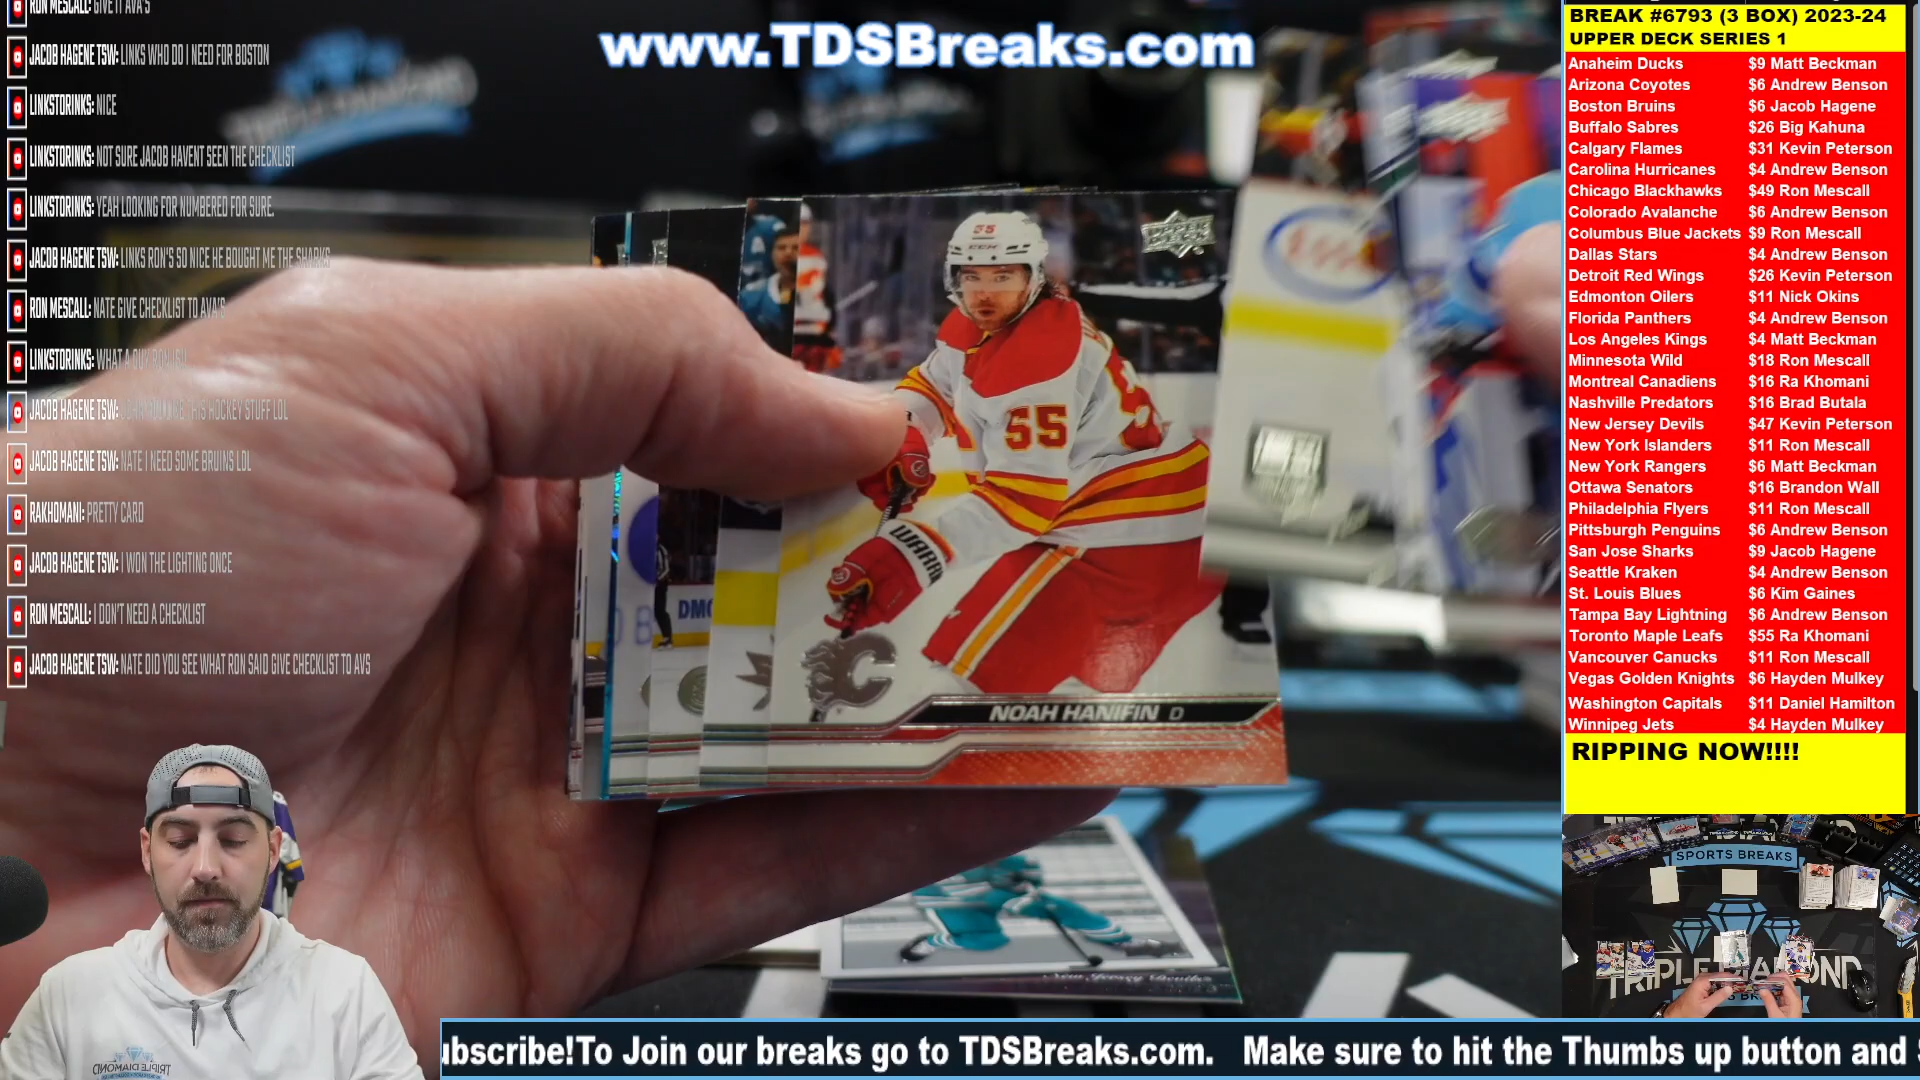 RON MESCALL: GIVE IT AVA'S
JACOB HAGENE TSW: LINKS WHO DO I NEED FOR BOSTON
LINKSTORINKS: NICE
LINKSTORINKS: NOT SURE JACOB HAVENT SEEN THE CHECKLIST
LINKSTORINKS: YEAH LOOKING FOR NUMBERED FOR SURE.
JACOB HAGENE TSW: LINKS RON'S SO NICE HE BOUGHT ME THE SHARKS
RON MESCALL: NATE GIVE CHECKLIST TO AVA'S
LINKSTORINKS: WHAT A GUY RON IS!!
JACOB HAGENE TSW: THIS HOCKEY STUFF LOL
JACOB HAGENE TSW: NATE I NEED SOME BRUINS LOL
RAKHOMANI: PRETTY CARD
JACOB HAGENE TSW: I WON THE LIGHTING ONCE
RON MESCALL: I DON'T NEED A CHECKLIST
JACOB HAGENE TSW: NATE DID YOU SEE WHAT RON SAID GIVE CHECKLIST TO AVS
www.TDSBreaks.com
55
CCM
UPPER DECK
55
WARRI
DMC
C
NOAH HANIFIN D
New Jersey Devils
BREAK #6793 (3 BOX) 2023-24
UPPER DECK SERIES 1
Anaheim Ducks $9 Matt Beckman
Arizona Coyotes $6 Andrew Benson
Boston Bruins $6 Jacob Hagene
Buffalo Sabres $26 Big Kahuna
Calgary Flames $31 Kevin Peterson
Carolina Hurricanes $4 Andrew Benson
Chicago Blackhawks $49 Ron Mescall
Colorado Avalanche $6 Andrew Benson
Columbus Blue Jackets $9 Ron Mescall
Dallas Stars $4 Andrew Benson
Detroit Red Wings $26 Kevin Peterson
Edmonton Oilers $11 Nick Okins
Florida Panthers $4 Andrew Benson
Los Angeles Kings $4 Matt Beckman
Minnesota Wild $18 Ron Mescall
Montreal Canadiens $16 Ra Khomani
Nashville Predators $16 Brad Butala
New Jersey Devils $47 Kevin Peterson
New York Islanders $11 Ron Mescall
New York Rangers $6 Matt Beckman
Ottawa Senators $16 Brandon Wall
Philadelphia Flyers $11 Ron Mescall
Pittsburgh Penguins $6 Andrew Benson
San Jose Sharks $9 Jacob Hagene
Seattle Kraken $4 Andrew Benson
St. Louis Blues $6 Kim Gaines
Tampa Bay Lightning $6 Andrew Benson
Toronto Maple Leafs $55 Ra Khomani
Vancouver Canucks $11 Ron Mescall
Vegas Golden Knights $6 Hayden Mulkey
Washington Capitals $11 Daniel Hamilton
Winnipeg Jets $4 Hayden Mulkey
RIPPING NOW!!!!
SPORTS BREAKS
TRIPLE DIAMOND
TRIPLE DIAMOND
ubscribe!To Join our breaks go to TDSBreaks.com. Make sure to hit the Thumbs up button and S